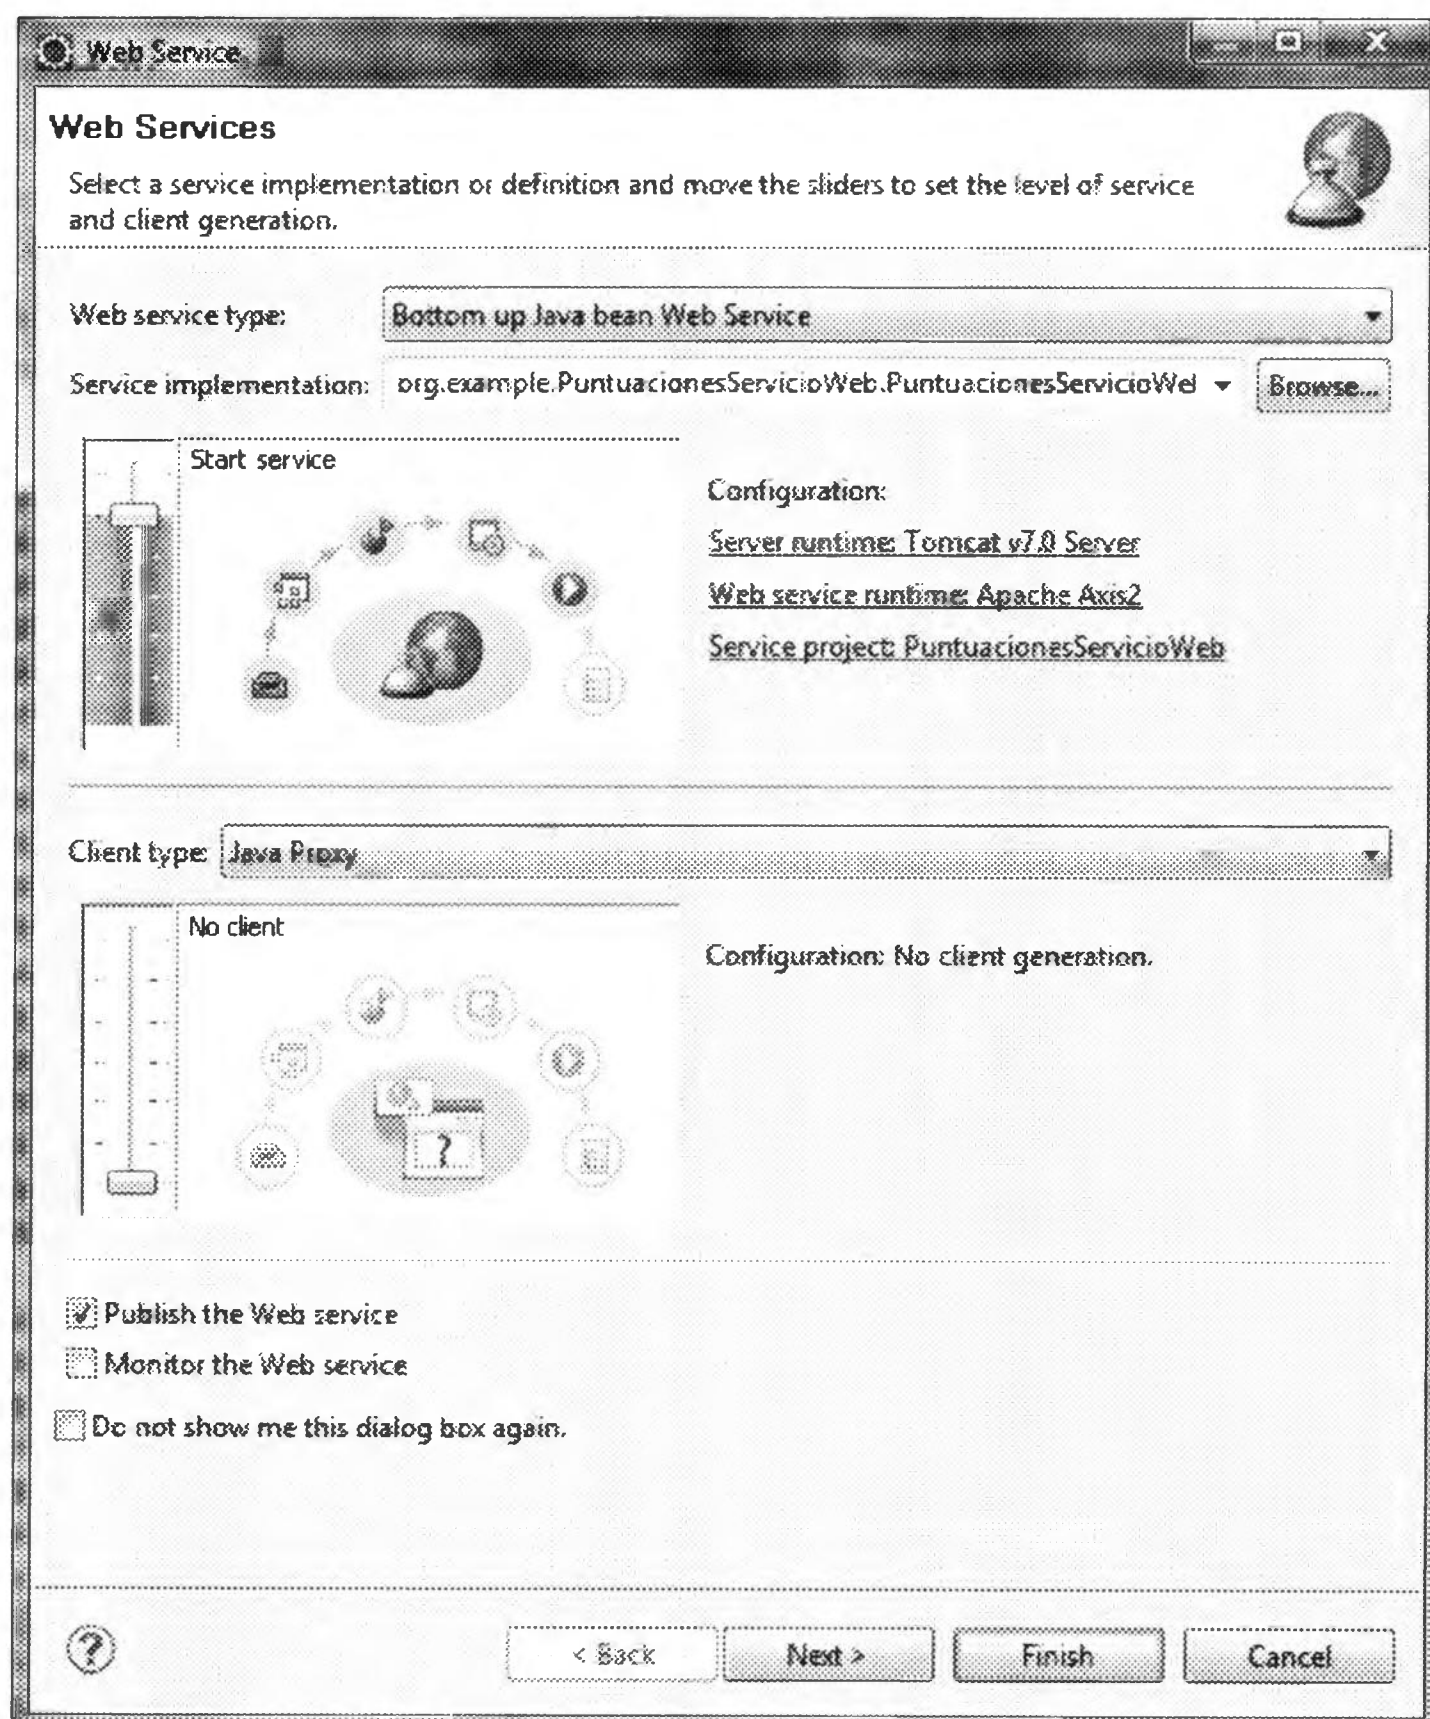 Web Service
Web Services
Select a service implementation or definition and move the sliders to set the level of service
and client generation.
Web service type:
Bottom up Java bean Web Service
Service implementation:
org.example.PuntuacionesServicioWeb.PuntuacionesServicioWel
Browse...
Start service
Configuration:
Server runtime: Tomcat v7.0 Server
Web service runtime: Apache Axis2
Service project: PuntuacionesServicioWeb
Client type:
Java Proxy
No client
Configuration: No client generation.
?
Publish the Web service
Monitor the Web service
Do not show me this dialog box again.
?
< Back
Next >
Finish
Cancel